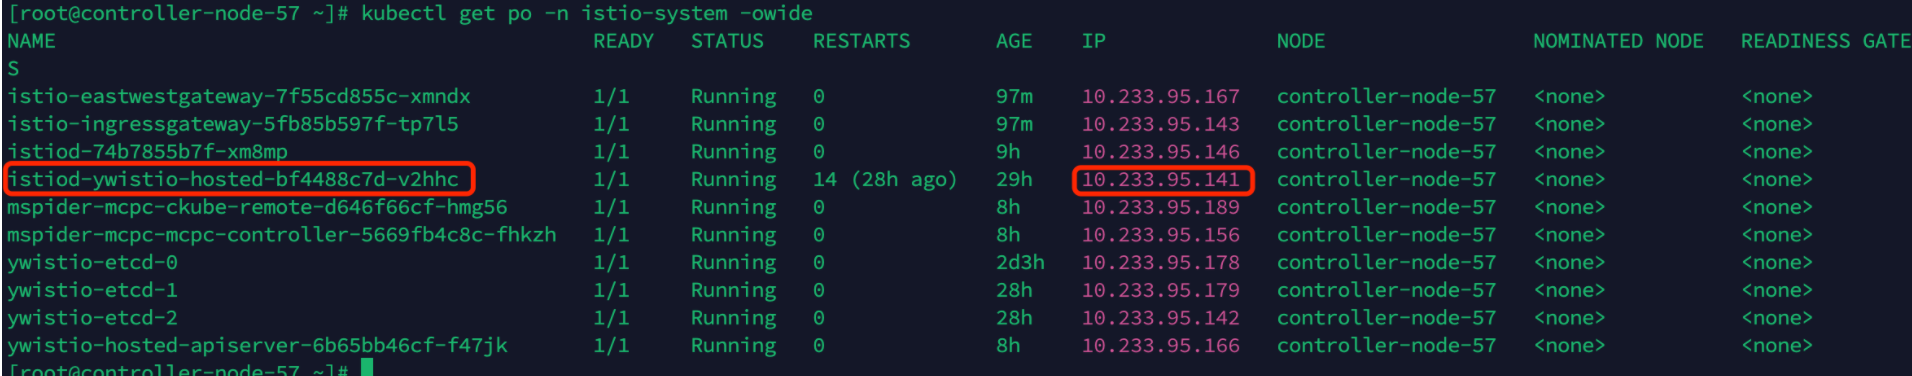 [root@controller-node-57 ~]# kubectl get po -n istio-system -owide
NAME READY STATUS RESTARTS AGE IP NODE NOMINATED NODE READINESS GATE
S
istio-eastwestgateway-7f55cd855c-xmndx 1/1 Running 0 97m 10.233.95.167 controller-node-57 <none> <none>
istio-ingressgateway-5fb85b597f-tp7l5 1/1 Running 0 97m 10.233.95.143 controller-node-57 <none> <none>
istiod-74b7855b7f-xm8mp 1/1 Running 0 9h 10.233.95.146 controller-node-57 <none> <none>
istiod-ywistio-hosted-bf4488c7d-v2hhc 1/1 Running 14 (28h ago) 29h 10.233.95.141 controller-node-57 <none> <none>
mspider-mcpc-ckube-remote-d646f66cf-hmg56 1/1 Running 0 8h 10.233.95.189 controller-node-57 <none> <none>
mspider-mcpc-mcpc-controller-5669fb4c8c-fhkzh 1/1 Running 0 8h 10.233.95.156 controller-node-57 <none> <none>
ywistio-etcd-0 1/1 Running 0 2d3h 10.233.95.178 controller-node-57 <none> <none>
ywistio-etcd-1 1/1 Running 0 28h 10.233.95.179 controller-node-57 <none> <none>
ywistio-etcd-2 1/1 Running 0 28h 10.233.95.142 controller-node-57 <none> <none>
ywistio-hosted-apiserver-6b65bb46cf-f47jk 1/1 Running 0 8h 10.233.95.166 controller-node-57 <none> <none>
[root@controller-node-57 ~]#